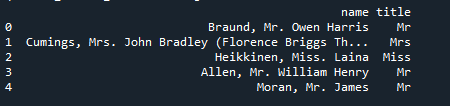 name title
0 Braund, Mr. Owen Harris Mr
1 Cumings, Mrs. John Bradley (Florence Briggs Th... Mrs
2 Heikkinen, Miss. Laina Miss
3 Allen, Mr. William Henry Mr
4 Moran, Mr. James Mr